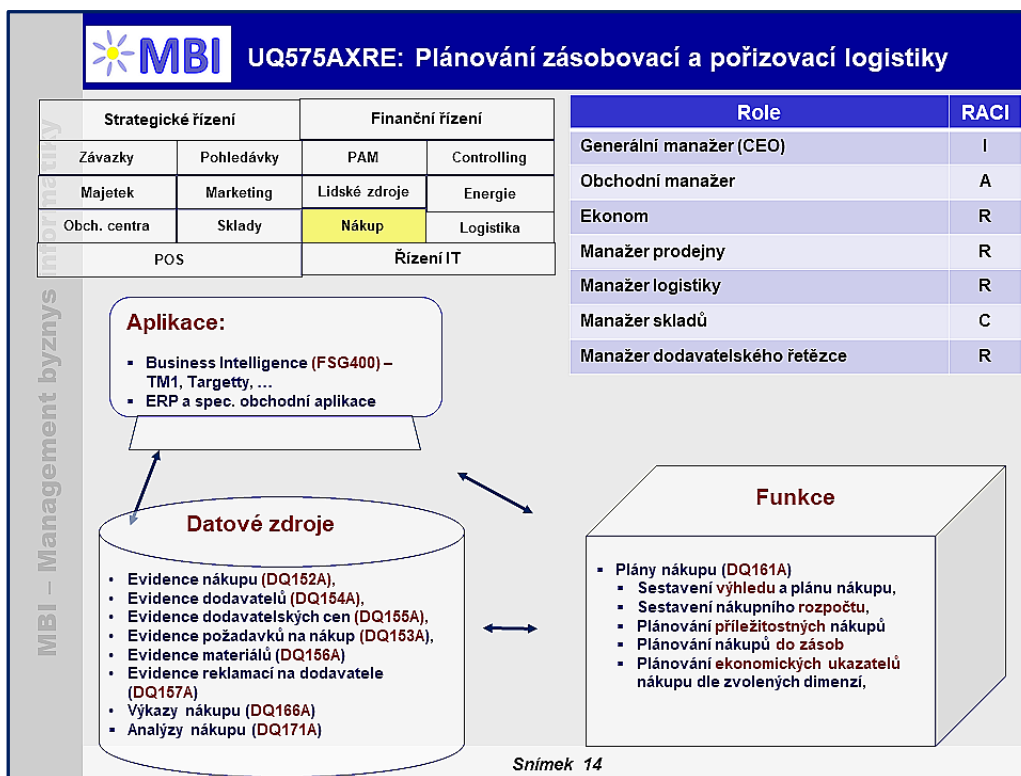 MBI
UQ575AXRE: Plánování zásobovací a pořizovací logistiky
MBI – Management byznys informatiky
Strategické řízení Finanční řízení
Závazky Pohledávky PAM Controlling
Majetek Marketing Lidské zdroje Energie
Obch. centra Sklady Nákup Logistika
POS Řízení IT
Role RACI
Generální manažer (CEO) I
Obchodní manažer A
Ekonom R
Manažer prodejny R
Manažer logistiky R
Manažer skladů C
Manažer dodavatelského řetězce R
Aplikace:
▪ Business Intelligence (FSG400) –
TM1, Targetty, …
▪ ERP a spec. obchodní aplikace
Datové zdroje
• Evidence nákupu (DQ152A),
• Evidence dodavatelů (DQ154A),
• Evidence dodavatelských cen (DQ155A),
• Evidence požadavků na nákup (DQ153A),
• Evidence materiálů (DQ156A)
• Evidence reklamací na dodavatele
(DQ157A)
• Výkazy nákupu (DQ166A)
▪ Analýzy nákupu (DQ171A)
Funkce
▪ Plány nákupu (DQ161A)
▪ Sestavení výhledu a plánu nákupu,
▪ Sestavení nákupního rozpočtu,
▪ Plánování příležitostných nákupů
▪ Plánování nákupů do zásob
▪ Plánování ekonomických ukazatelů
nákupu dle zvolených dimenzí,
Snímek 14